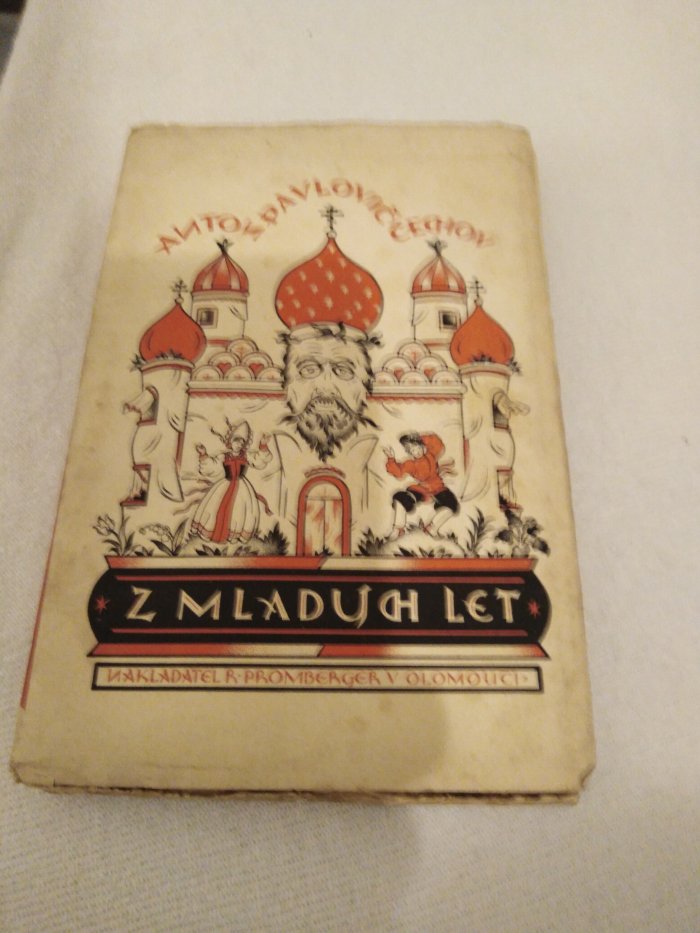 ANTON PAVLOVIČ ČECHOV
Z MLADÝCH LET
NAKLADATEL R. PROMBERGER V OLOMOUCI.